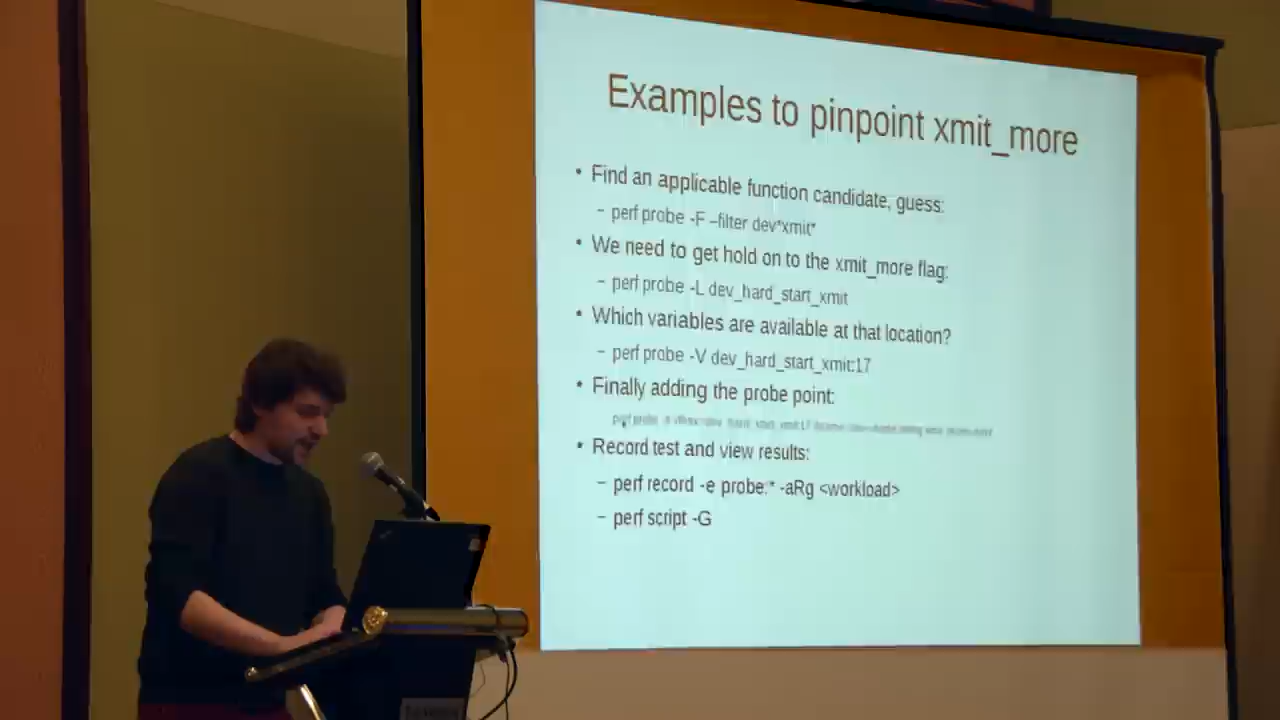 Examples to pinpoint xmit_more
• Find an applicable function candidate, guess:
– perf probe -F –filter dev*xmit*
• We need to get hold on to the xmit_more flag:
– perf probe -L dev_hard_start_xmit
• Which variables are available at that location?
– perf probe -V dev_hard_start_xmit:17
• Finally adding the probe point:
perf probe
• Record test and view results:
– perf record -e probe:* -aRg <workload>
– perf script -G